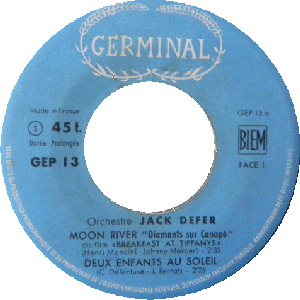 GERMINAL
Made in France
S 45 t.
Durée Prolongée
GEP 13
GEP 13 a
BIEM
FACE 1
Orchestre JACK DEFER
MOON RIVER "Diamants sur Canapé"
du film «BREAKFAST AT TIFFANYS»
(Henri Mancini - Johnny Mercer) - 2'35
DEUX ENFANTS AU SOLEIL
(C. Delécluse - J. Ferrat) - 2'25